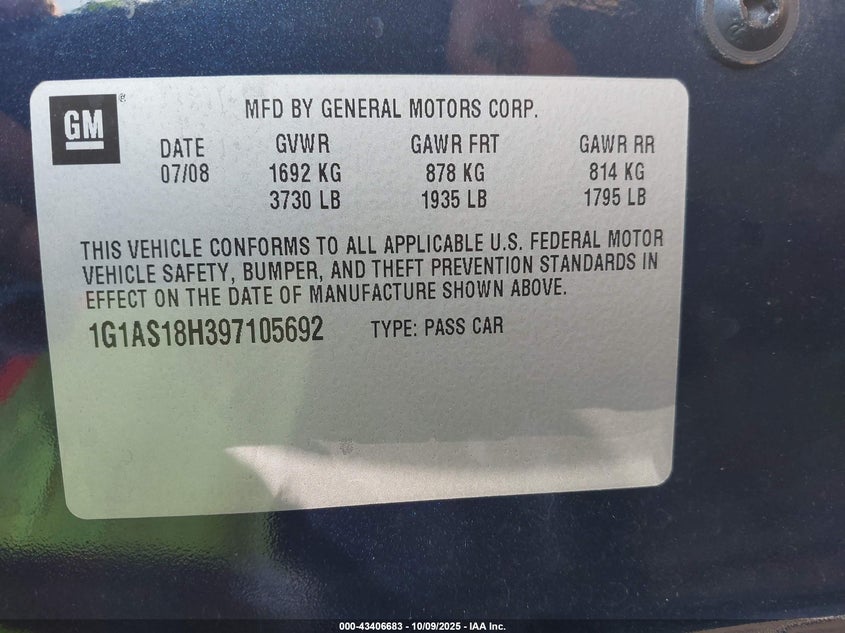 GM
MFD BY GENERAL MOTORS CORP.
DATE GVWR GAWR FRT GAWR RR
07/08 1692 KG 878 KG 814 KG
3730 LB 1935 LB 1795 LB
THIS VEHICLE CONFORMS TO ALL APPLICABLE U.S. FEDERAL MOTOR
VEHICLE SAFETY, BUMPER, AND THEFT PREVENTION STANDARDS IN
EFFECT ON THE DATE OF MANUFACTURE SHOWN ABOVE.
1G1AS18H397105692 TYPE: PASS CAR
000-43406683 - 10/09/2025 - IAA Inc.